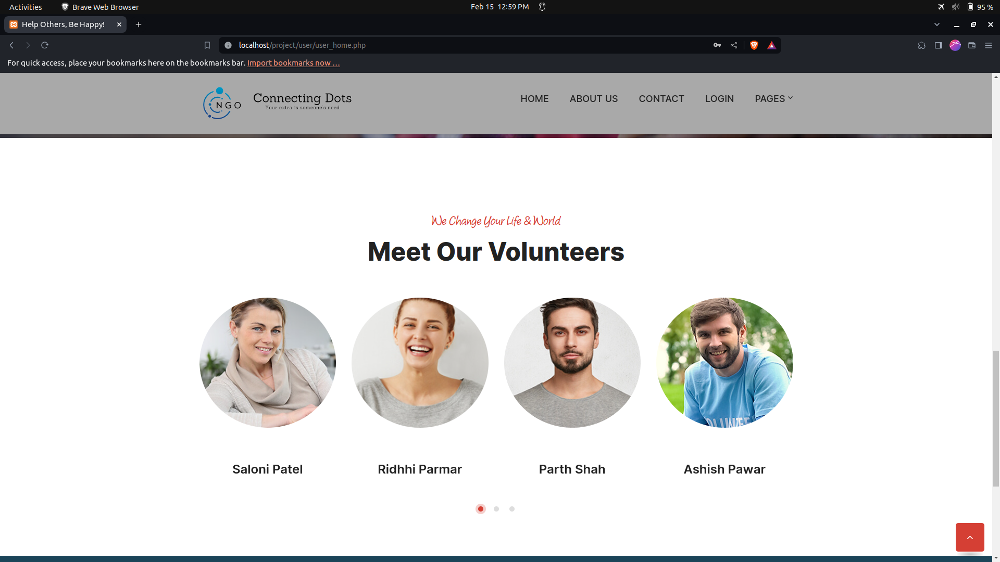 Activities Brave Web Browser Feb 15 12:59 PM 95 %
Help Others, Be Happy!
localhost/project/user/user_home.php
For quick access, place your bookmarks here on the bookmarks bar. Import bookmarks now ...
NGO Connecting Dots
Your extra is someone's need
HOME ABOUT US CONTACT LOGIN PAGES
We Change Your Life & World
Meet Our Volunteers
OLUNTEE
Saloni Patel Ridhhi Parmar Parth Shah Ashish Pawar